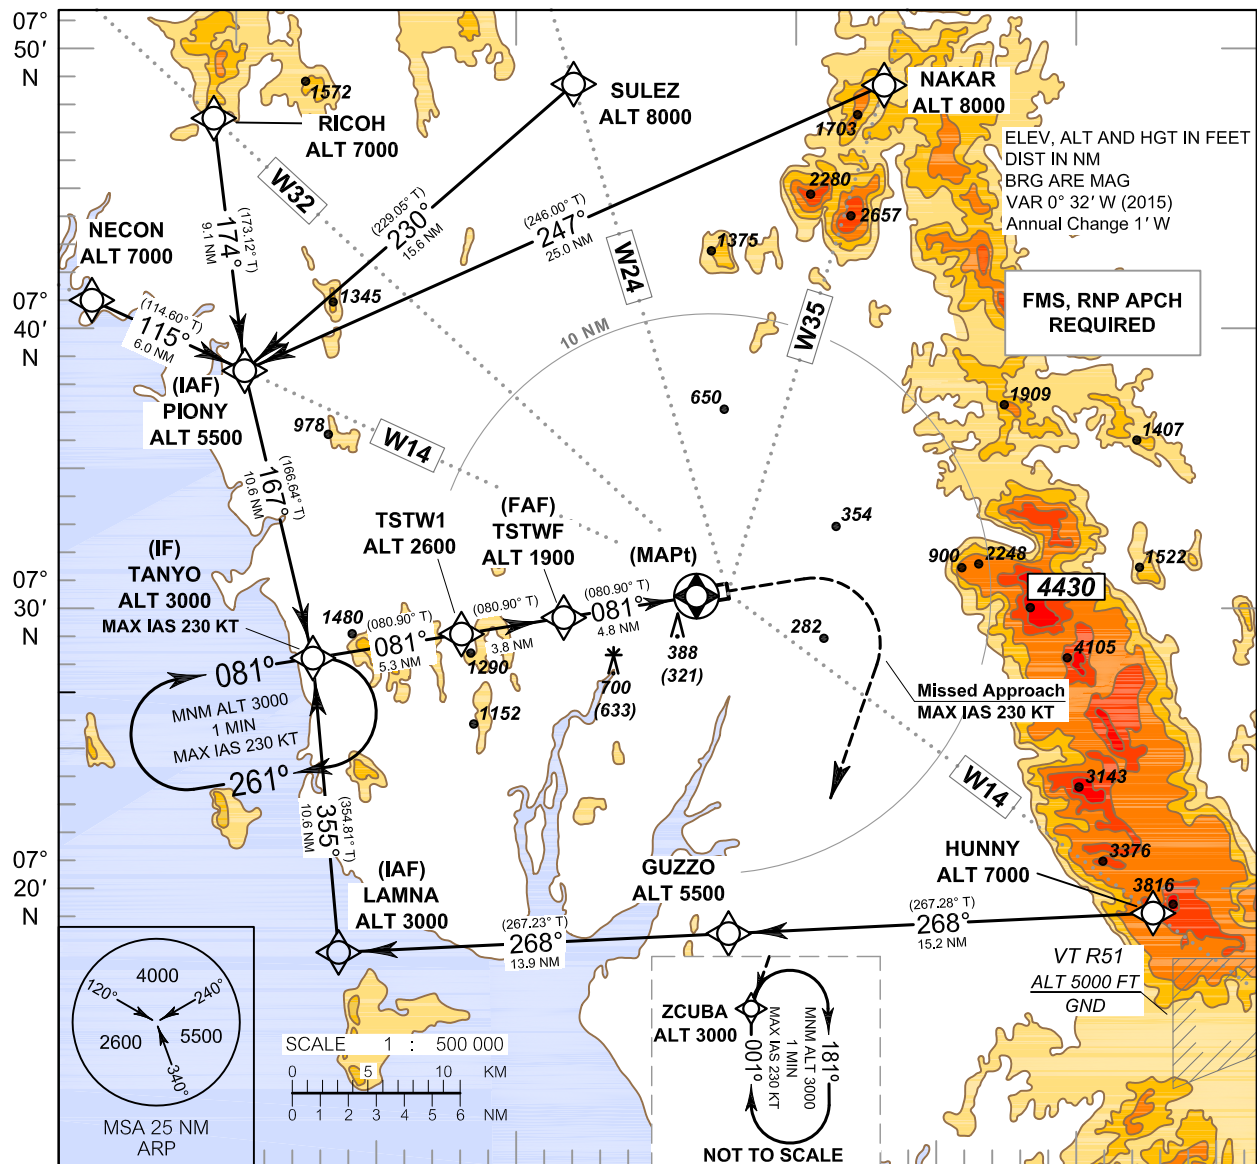 07°
50'
N
1572
RICOH
ALT 7000
SULEZ
ALT 8000
NAKAR
ALT 8000
1703
ELEV, ALT AND HGT IN FEET
DIST IN NM
BRG ARE MAG
VAR 0° 32' W (2015)
Annual Change 1' W
2280
2657
W32
NECON
ALT 7000
(173.12° T)
174°
9.1 NM
(229.05° T)
230°
15.6 NM
(246.00° T)
247°
25.0 NM
1375
W24
W35
07°
40'
N
(114.60° T)
115°
6.0 NM
1345
10 NM
FMS, RNP APCH
REQUIRED
(IAF)
PIONY
ALT 5500
978
W14
650
1909
1407
(166.64° T)
167°
10.6 NM
TSTW1
ALT 2600
(FAF)
TSTWF
ALT 1900
(MAPt)
354
900
2248
1522
4430
(IF)
TANYO
ALT 3000
MAX IAS 230 KT
07°
30'
N
1480
(080.90° T)
081°
5.3 NM
(080.90° T)
3.8 NM
(080.90° T)
081°
4.8 NM
1290
388
(321)
282
4105
700
(633)
1152
081°
MNM ALT 3000
1 MIN
MAX IAS 230 KT
261°
Missed Approach
MAX IAS 230 KT
W14
3143
(354.81° T)
355°
10.6 NM
07°
20'
N
(IAF)
LAMNA
ALT 3000
GUZZO
ALT 5500
HUNNY
ALT 7000
3376
3816
(267.23° T)
268°
13.9 NM
(267.28° T)
268°
15.2 NM
VT R51
ALT 5000 FT
GND
4000
120°
240°
2600
5500
340°
MSA 25 NM
ARP
SCALE 1 : 500 000
0 5 10 KM
0 1 2 3 4 5 6 NM
ZCUBA
ALT 3000
001°
MAX IAS 230 KT
1 MIN
MNM ALT 3000
181°
NOT TO SCALE